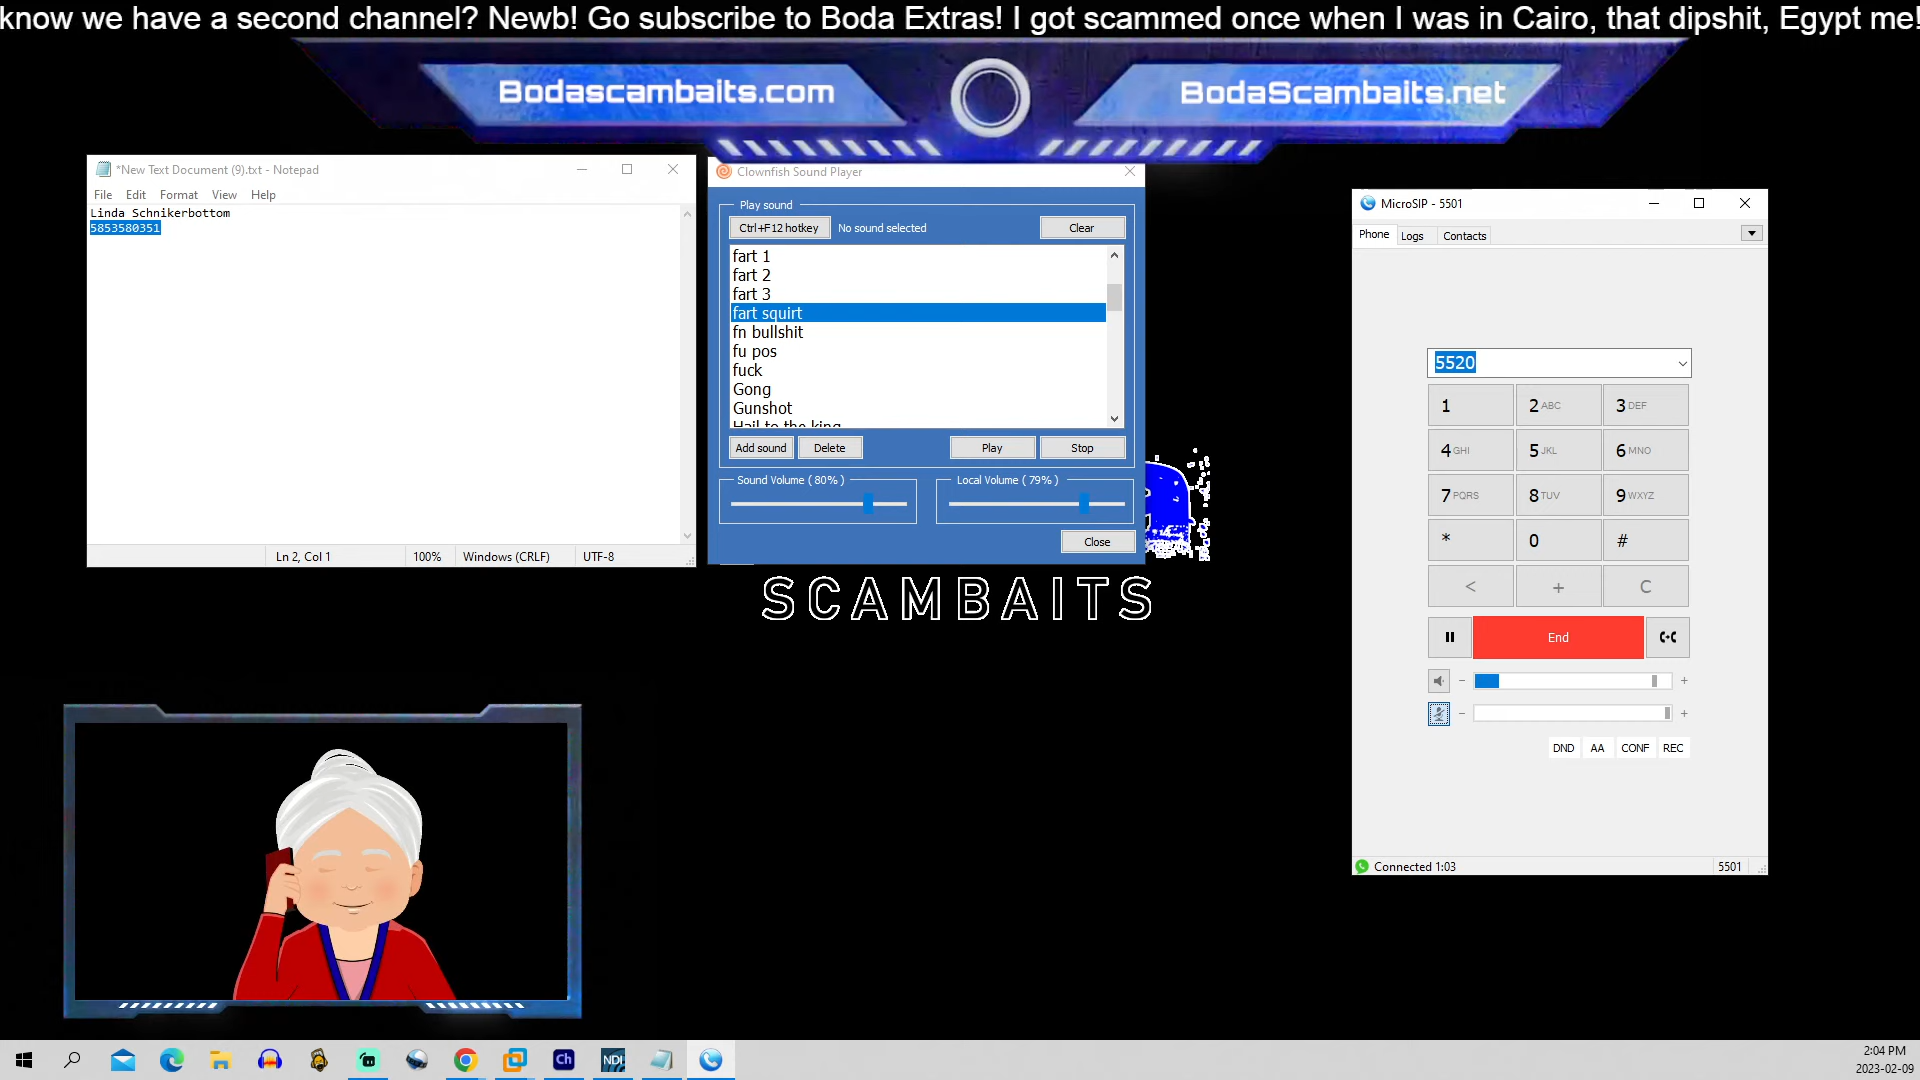 know we have a second channel? Newb! Go subscribe to Boda Extras! I got scammed once when I was in Cairo, that dipshit, Egypt me!
Bodascambaits.com
BodaScambaits.net
*New Text Document (9).txt - Notepad
File Edit Format View Help
Linda Schnikerbottom
5853580351
Ln 2, Col 1 100% Windows (CRLF) UTF-8
Clownfish Sound Player
Play sound
Ctrl+F12 hotkey No sound selected Clear
fart 1
fart 2
fart 3
fart squirt
fn bullshit
fu pos
fuck
Gong
Gunshot
Hail to the king
Add sound Delete Play Stop
Sound Volume ( 80% ) Local Volume ( 79% )
Close
SCAMBAITS
MicroSIP - 5501
Phone Logs Contacts
5520
1 2 ABC 3 DEF
4 GHI 5 JKL 6 MNO
7 PQRS 8 TUV 9 WXYZ
* 0 #
< + C
End
- +
- +
DND AA CONF REC
Connected 1:03 5501
Ch NDI
2:04 PM
2023-02-09